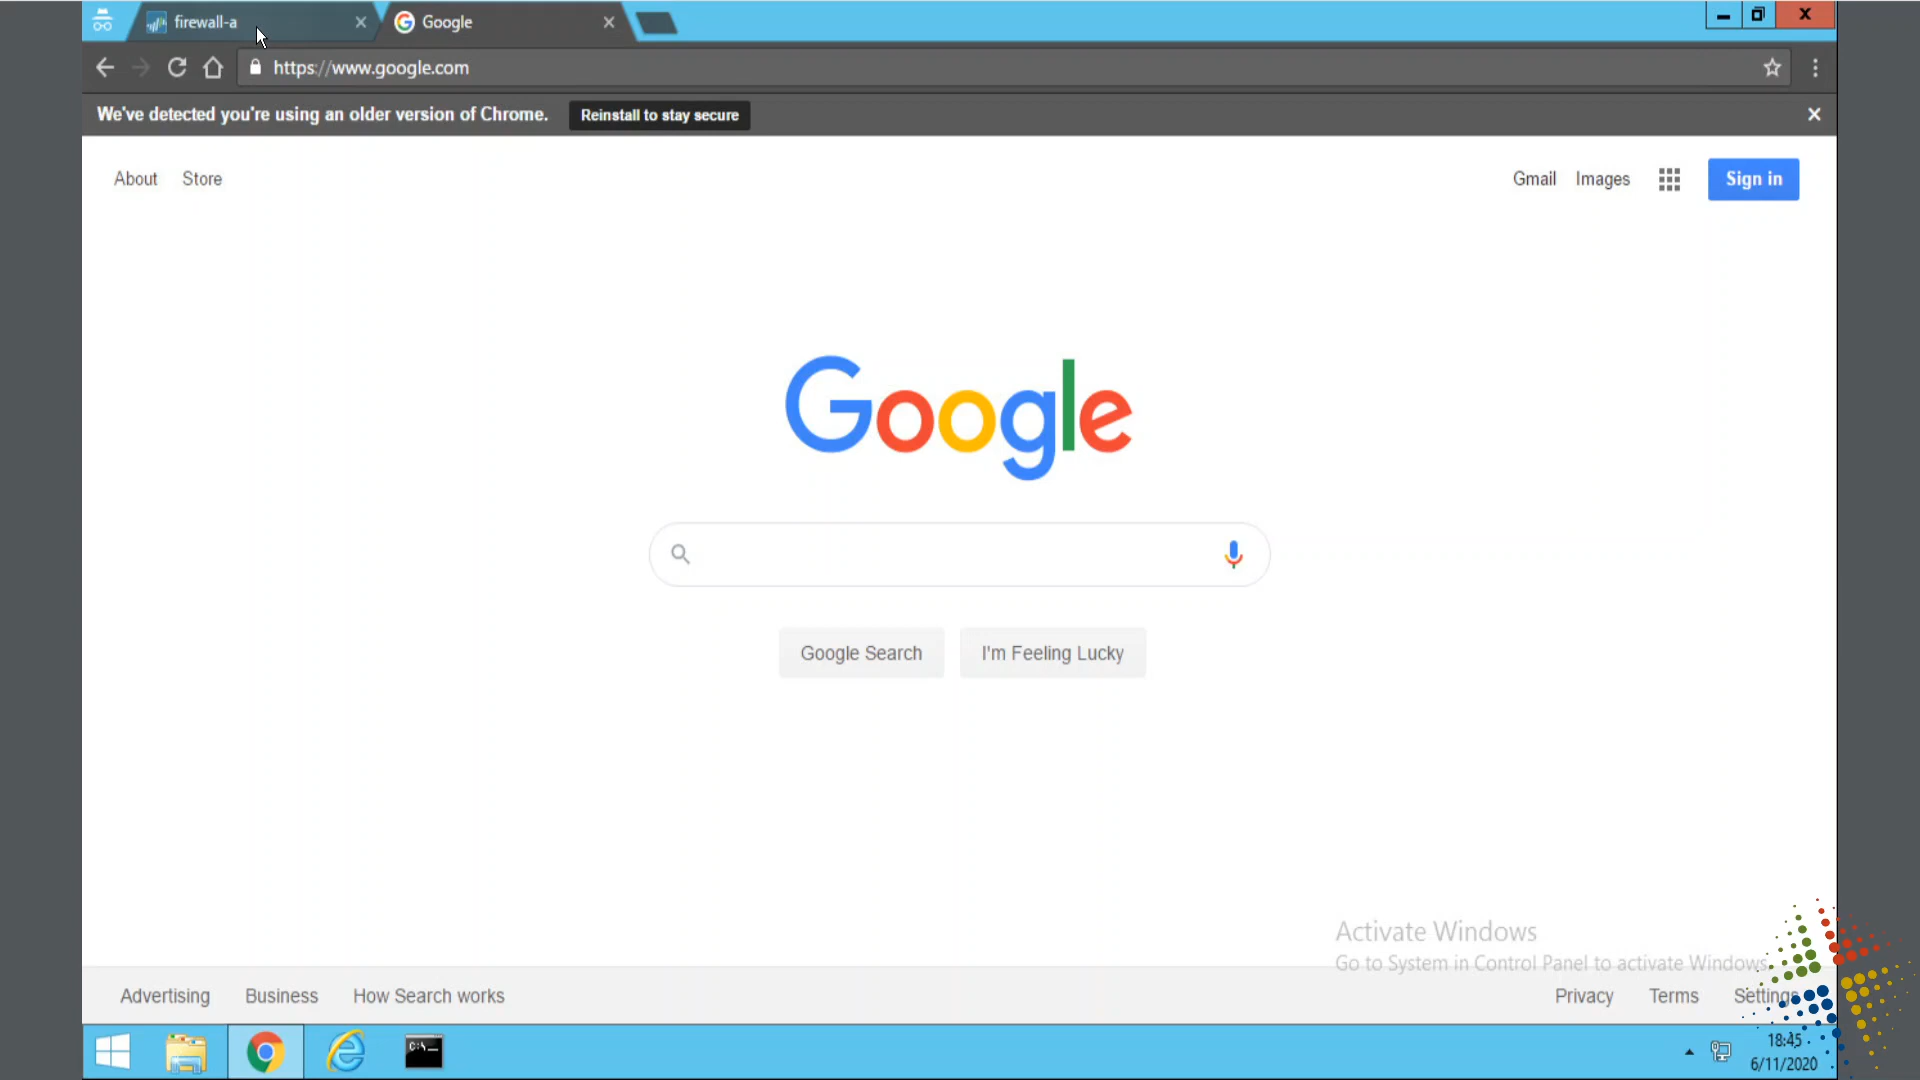 firewall-a
Google
https://www.google.com
We've detected you're using an older version of Chrome. Reinstall to stay secure
About Store
Gmail Images Sign in
Google
Google Search I'm Feeling Lucky
Activate Windows
Go to System in Control Panel to activate Windows.
Advertising Business How Search works
Privacy Terms Settings
C:\_
18:45
6/11/2020